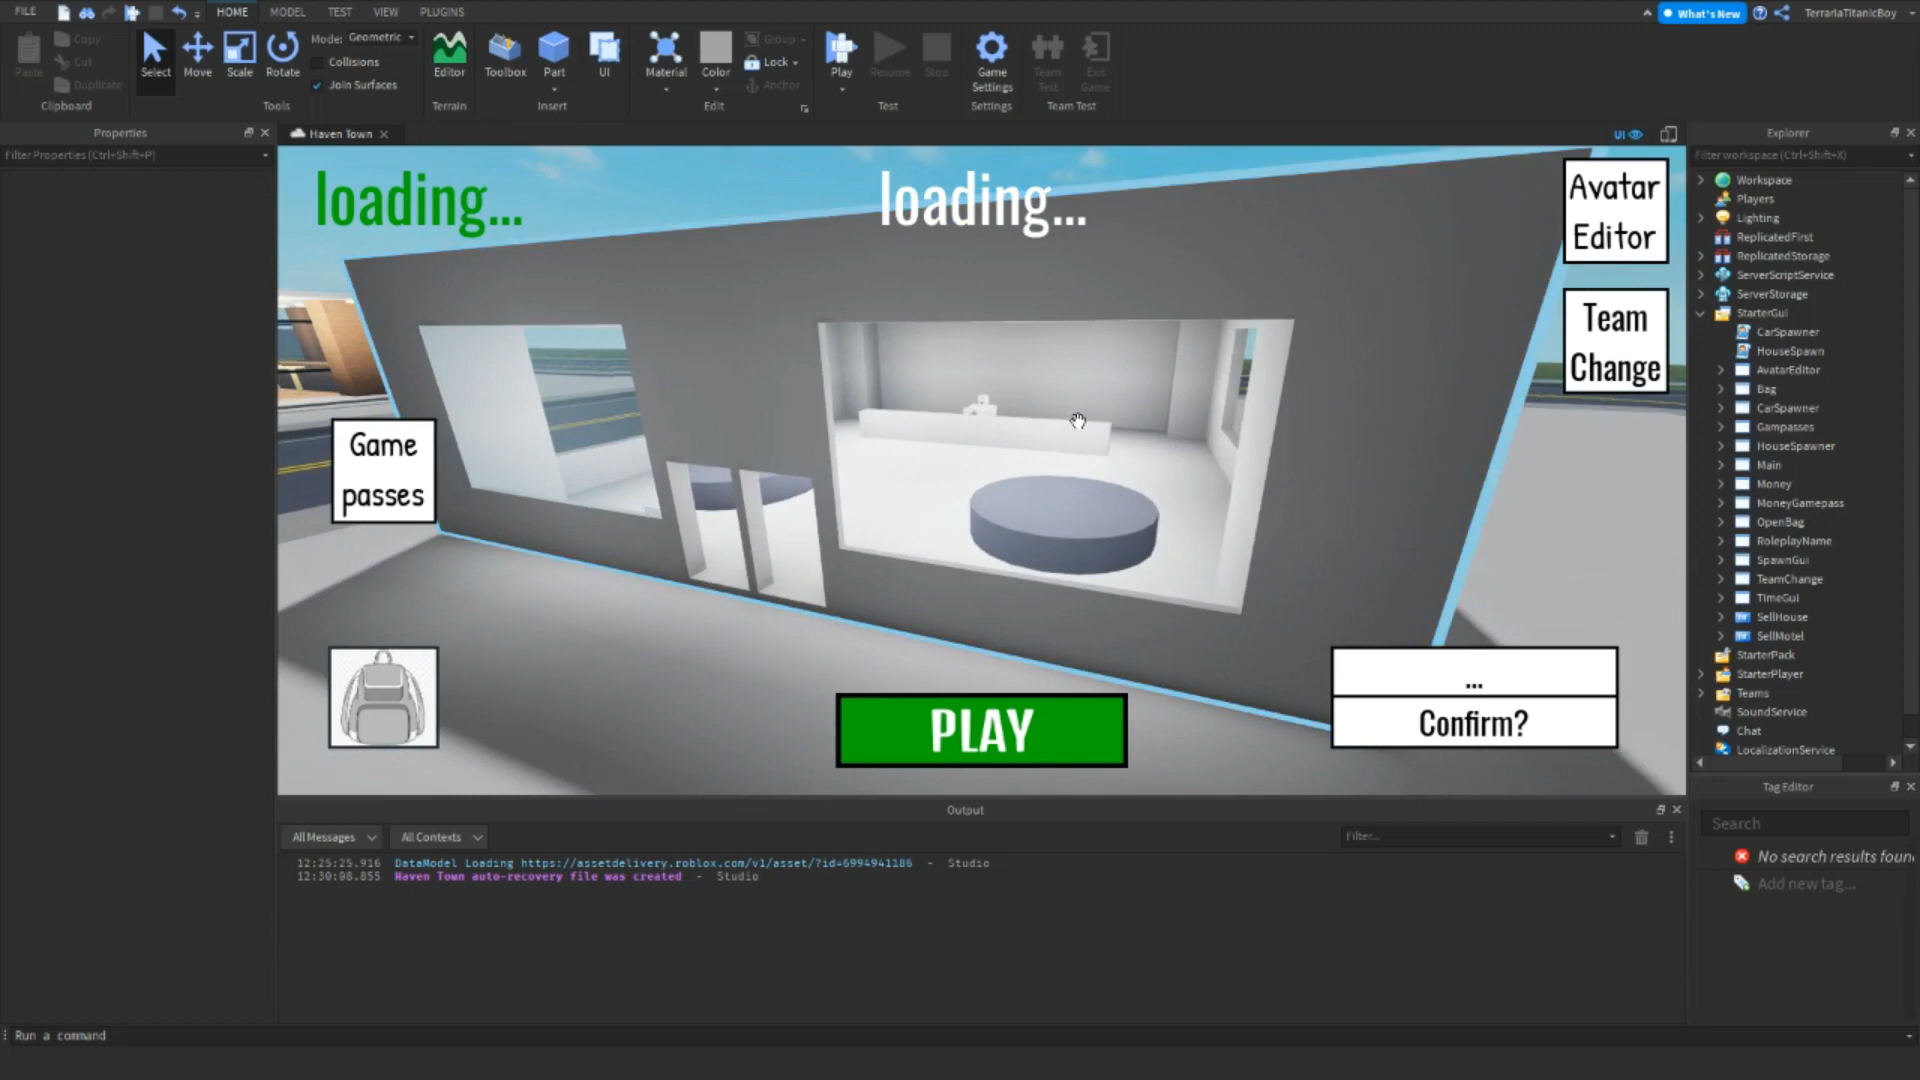 FILE
HOME
MODEL
TEST
VIEW
PLUGINS
What's New
TerrariaTitanicBoy
Paste
Copy
Cut
Duplicate
Clipboard
Select
Move
Scale
Rotate
Mode: Geometric
Collisions
Join Surfaces
Tools
Editor
Terrain
Toolbox
Part
UI
Insert
Material
Color
Group
Lock
Anchor
Edit
Play
Resume
Stop
Test
Game
Settings
Settings
Team
Test
Exit
Game
Team Test
Properties
Filter Properties (Ctrl+Shift+P)
Haven Town
UI
loading...
loading...
Avatar
Editor
Team
Change
Game
passes
PLAY
...
Confirm?
Explorer
Filter workspace (Ctrl+Shift+X)
Workspace
Players
Lighting
ReplicatedFirst
ReplicatedStorage
ServerScriptService
ServerStorage
StarterGui
CarSpawner
HouseSpawn
AvatarEditor
Bag
CarSpawner
Gampasses
HouseSpawner
Main
Money
MoneyGamepass
OpenBag
RoleplayName
SpawnGui
TeamChange
TimeGui
SellHouse
SellMotel
StarterPack
StarterPlayer
Teams
SoundService
Chat
LocalizationService
Tag Editor
Search
No search results foun
Add new tag...
Output
All Messages
All Contexts
Filter...
12:25:25.916 DataModel Loading https://assetdelivery.roblox.com/v1/asset/?id=6994941186 - Studio
12:30:08.855 Haven Town auto-recovery file was created - Studio
Run a command